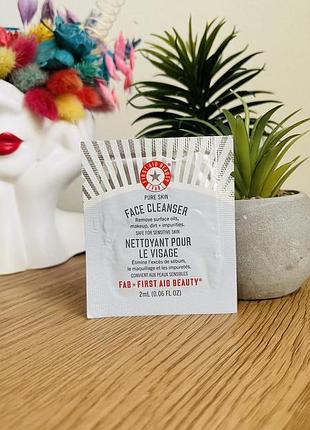 FIRST AID BEAUTY
PURE SKIN
FACE CLEANSER
Remove surface oils,
makeup, dirt + impurities.
SAFE FOR SENSITIVE SKIN
NETTOYANT POUR
LE VISAGE
Élimine l'excès de sébum,
le maquillage et les impuretés.
CONVIENT AUX PEAUX SENSIBLES
FAB + FIRST AID BEAUTY®
2mL (0.06 FL OZ)